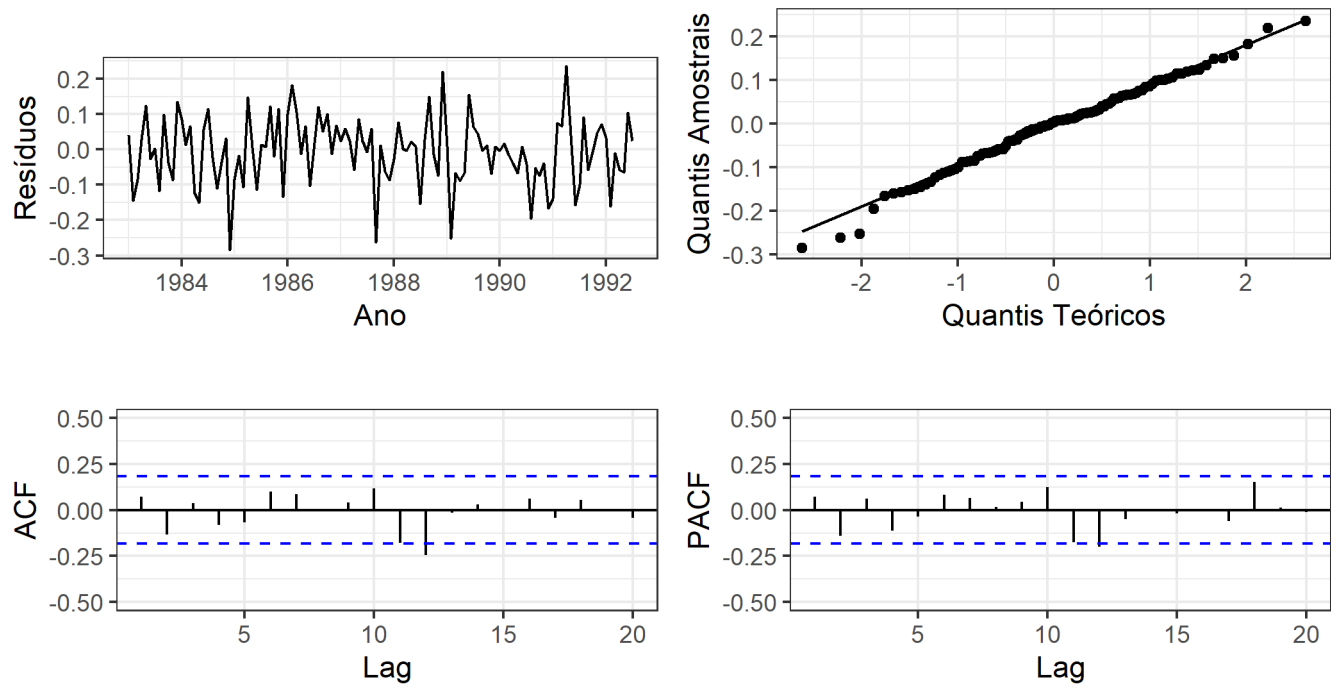 Resíduos
0.2
0.1
0.0
-0.1
-0.2
-0.3
1984 1986 1988 1990 1992
Ano
Quantis Amostrais
0.2
0.1
0.0
-0.1
-0.2
-0.3
-2 -1 0 1 2
Quantis Teóricos
ACF
0.50
0.25
0.00
-0.25
-0.50
5 10 15 20
Lag
PACF
0.50
0.25
0.00
-0.25
-0.50
5 10 15 20
Lag